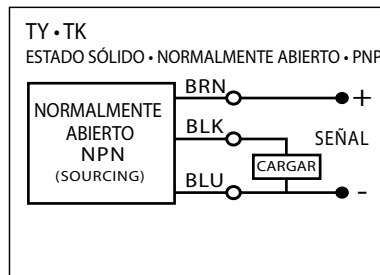 TY • TK
ESTADO SÓLIDO • NORMALMENTE ABIERTO • PNP
BRN
+
NORMALMENTE
ABIERTO
NPN
(SOURCING)
BLK
SEÑAL
CARGAR
BLU
-